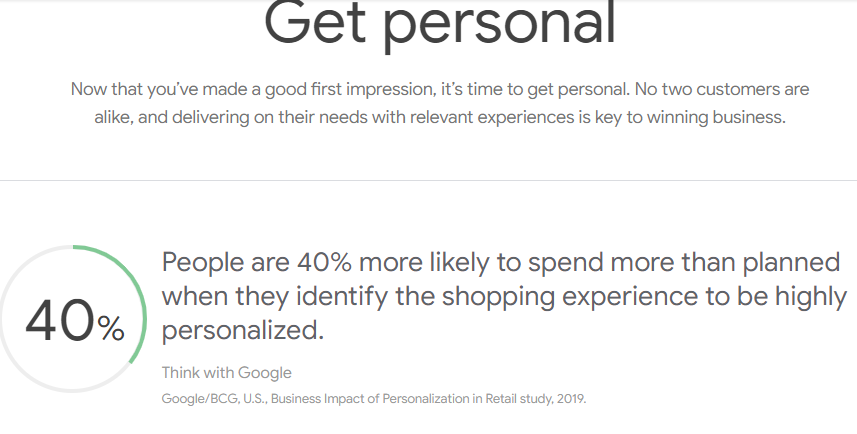 Get personal
Now that you’ve made a good first impression, it’s time to get personal. No two customers are
alike, and delivering on their needs with relevant experiences is key to winning business.
40%
People are 40% more likely to spend more than planned
when they identify the shopping experience to be highly
personalized.
Think with Google
Google/BCG, U.S., Business Impact of Personalization in Retail study, 2019.